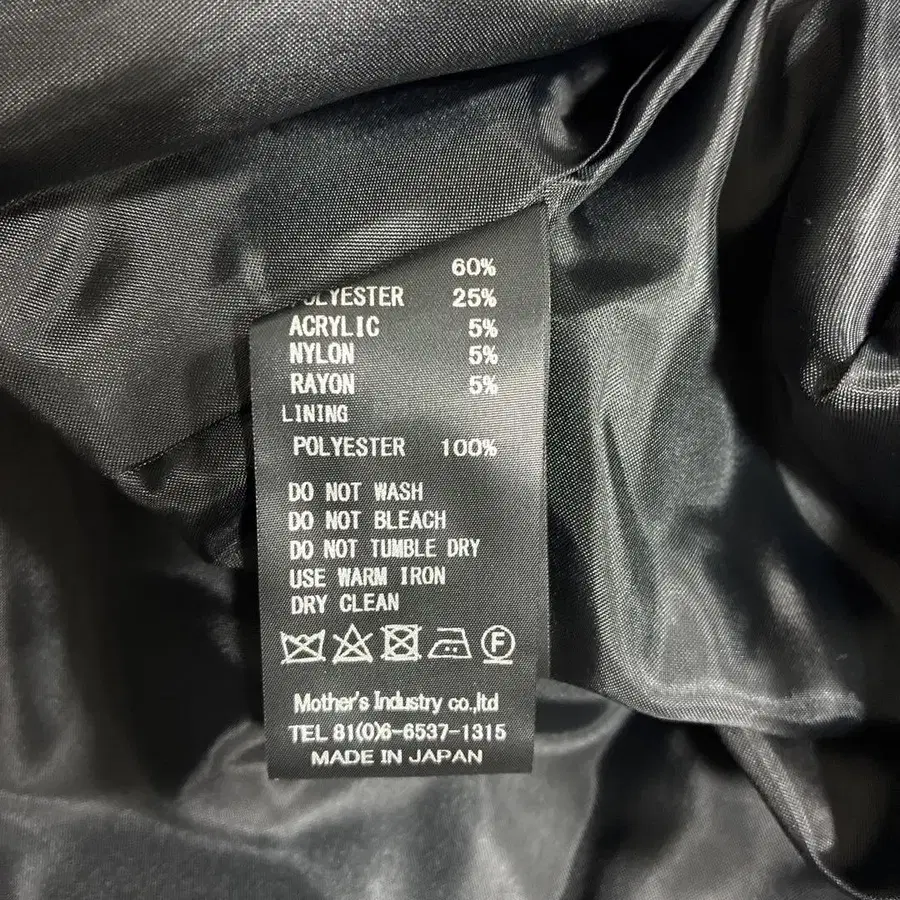 60%
POLYESTER 25%
ACRYLIC 5%
NYLON 5%
RAYON 5%
LINING
POLYESTER 100%
DO NOT WASH
DO NOT BLEACH
DO NOT TUMBLE DRY
USE WARM IRON
DRY CLEAN
F
Mother's Industry co.,ltd
TEL 81(0)6-6537-1315
MADE IN JAPAN